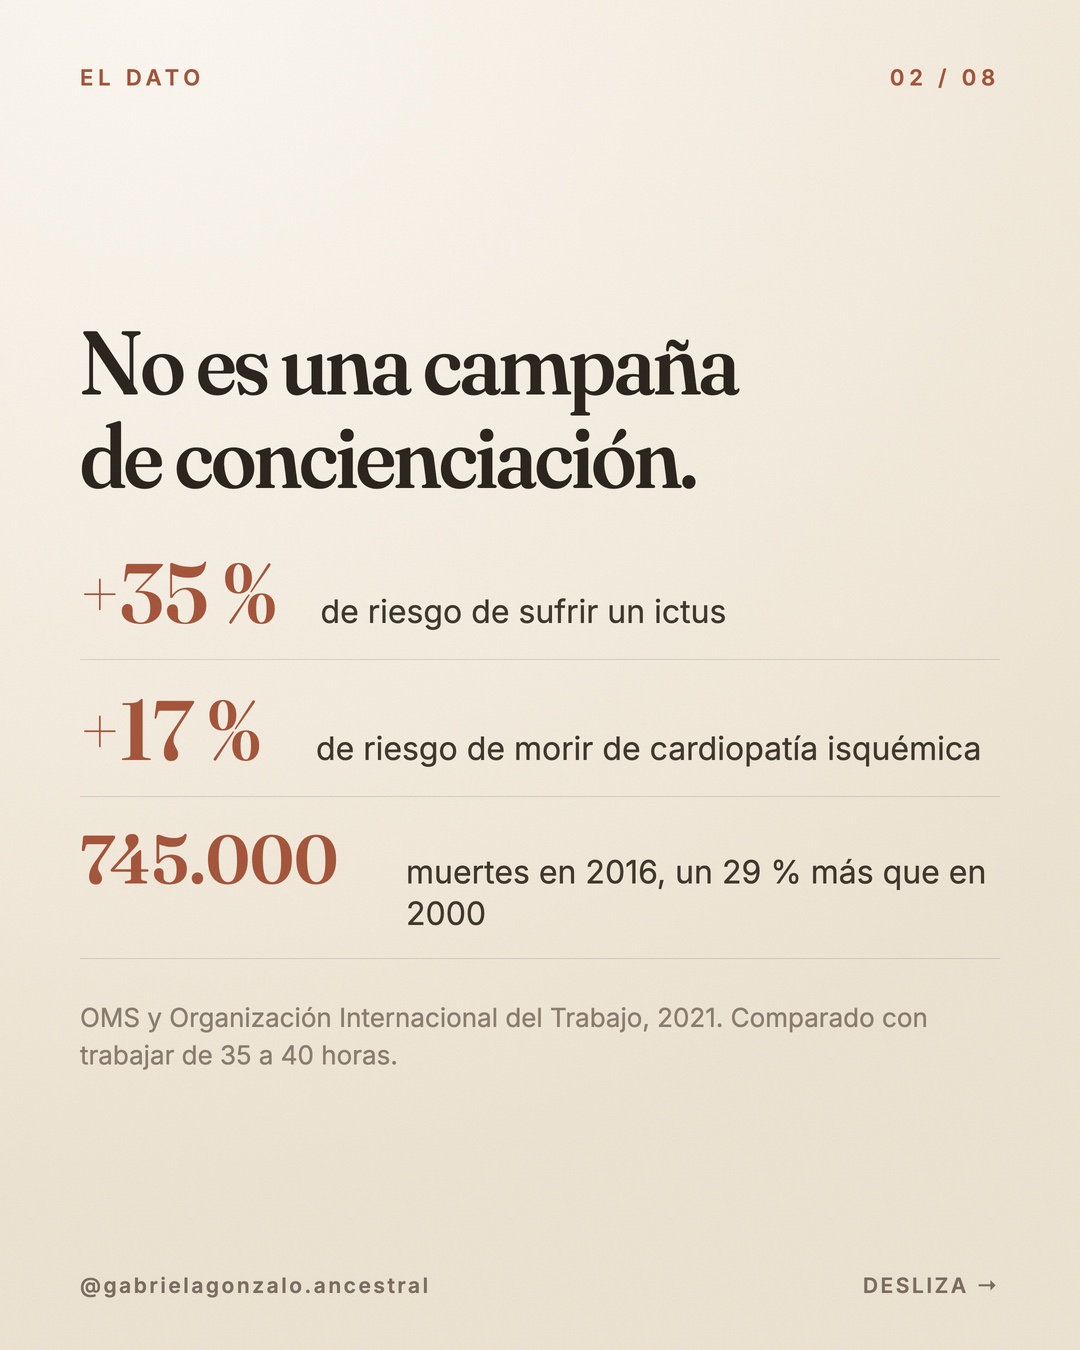 EL DATO
02 / 08
No es una campaña
de concienciación.
+35 % de riesgo de sufrir un ictus
+17 % de riesgo de morir de cardiopatía isquémica
745.000 muertes en 2016, un 29 % más que en
2000
OMS y Organización Internacional del Trabajo, 2021. Comparado con
trabajar de 35 a 40 horas.
@gabrielagonzalo.ancestral
DESLIZA →